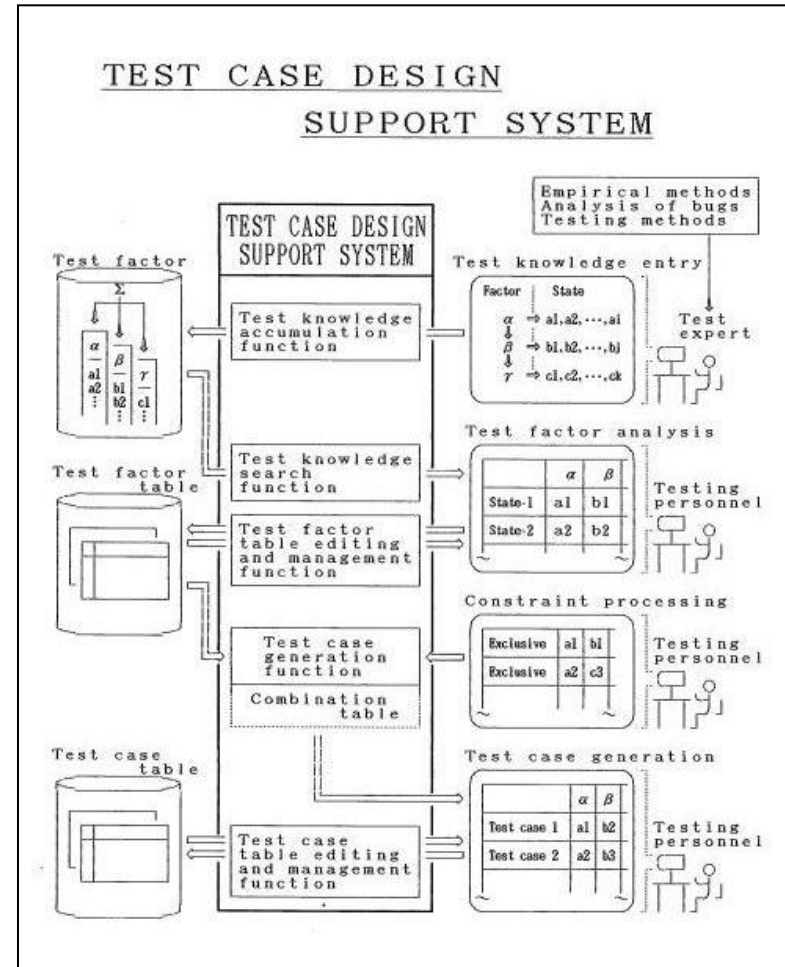 TEST CASE DESIGN
SUPPORT SYSTEM
Empirical methods
Analysis of bugs
Testing methods
TEST CASE DESIGN
SUPPORT SYSTEM
Test factor
Σ
α
a1
a2
⋮
β
b1
b2
⋮
γ
c1
⋮
Test knowledge
accumulation
function
Test knowledge entry
Factor State
α ⇒ a1,a2,⋯,ai
⇓
β ⇒ b1,b2,⋯,bj
⇓
γ ⇒ c1,c2,⋯,ck
Test
expert
Test knowledge
search
function
Test factor analysis
α β
State-1 a1 b1
State-2 a2 b2
~ ~
Testing
personnel
Test factor
table
Test factor
table editing
and management
function
Constraint processing
Exclusive a1 b1
Exclusive a2 c3
~ ~
Testing
personnel
Test case
generation
function
Combination
table
Test case
table
Test case generation
α β
Test case 1 a1 b2
Test case 2 a2 b3
~ ~
Testing
personnel
Test case
table editing
and management
function